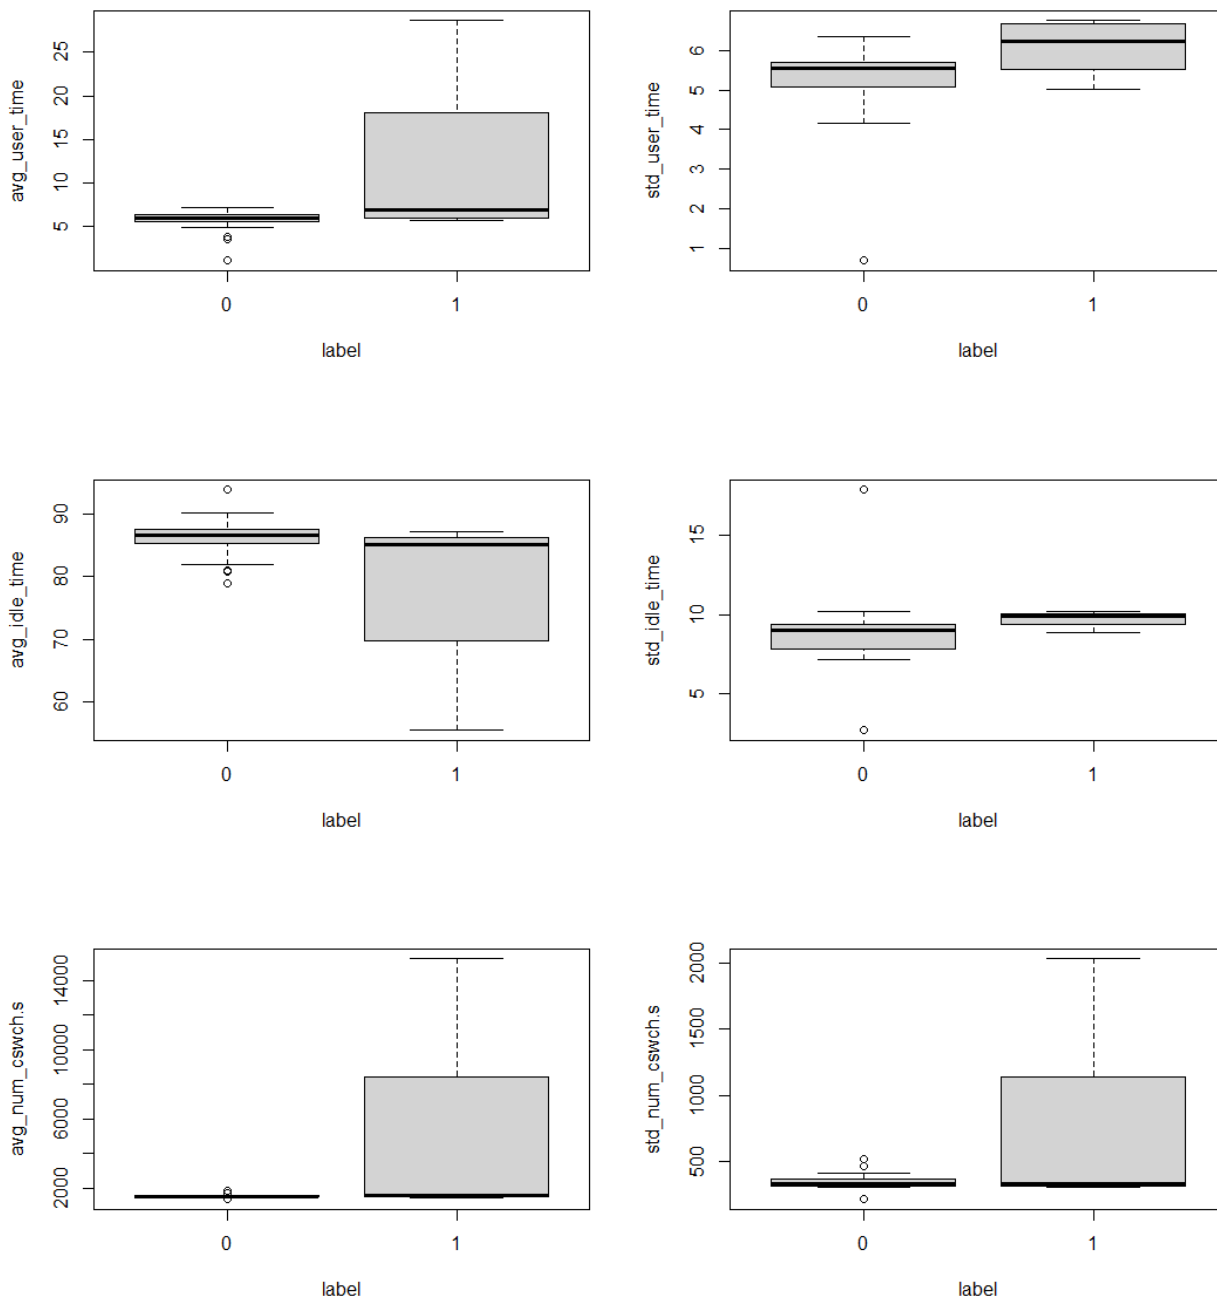 avg_user_time
25
20
15
10
5
0 1
label
std_user_time
6
5
4
3
2
1
0 1
label
avg_idle_time
90
80
70
60
0 1
label
std_idle_time
15
10
5
0 1
label
avg_num_cswch.s
14000
10000
6000
2000
0 1
label
std_num_cswch.s
2000
1500
1000
500
0 1
label